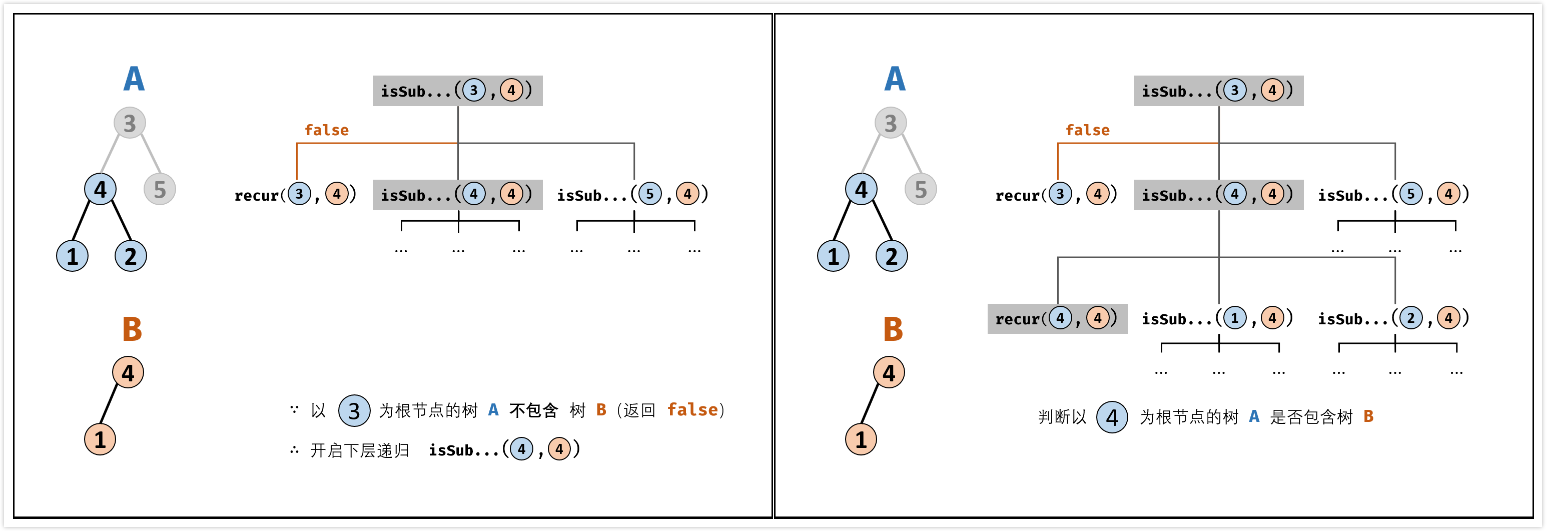 A
isSub...(3,4)
3
false
4
5
recur(3,4)
isSub...(4,4)
isSub...(5,4)
1
2
...
...
...
...
...
...
B
4
1
∵ 以 3 为根节点的树 A 不包含 树 B (返回 false)
∴ 开启下层递归 isSub...(4,4)
A
isSub...(3,4)
3
false
4
5
recur(3,4)
isSub...(4,4)
isSub...(5,4)
1
2
...
...
...
B
recur(4,4)
isSub...(1,4)
isSub...(2,4)
4
...
...
...
...
...
...
1
判断以 4 为根节点的树 A 是否包含树 B